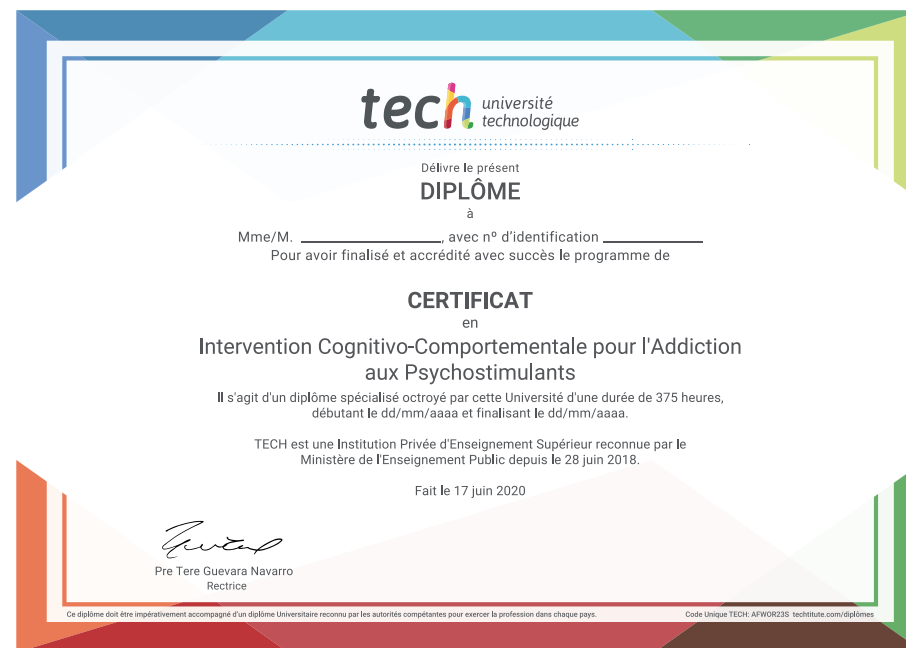 tech université
technologique
Délivre le présent
DIPLÔME
à
Mme/M. ____________________, avec nº d'identification ______________
Pour avoir finalisé et accrédité avec succès le programme de
CERTIFICAT
en
Intervention Cognitivo-Comportementale pour l'Addiction
aux Psychostimulants
Il s'agit d'un diplôme spécialisé octroyé par cette Université d'une durée de 375 heures,
débutant le dd/mm/aaaa et finalisant le dd/mm/aaaa.
TECH est une Institution Privée d'Enseignement Supérieur reconnue par le
Ministère de l'Enseignement Public depuis le 28 juin 2018.
Fait le 17 juin 2020
Pre Tere Guevara Navarro
Rectrice
Ce diplôme doit être impérativement accompagné d'un diplôme Universitaire reconnu par les autorités compétentes pour exercer la profession dans chaque pays.
Code Unique TECH: AFWOR23S techtitute.com/diplômes